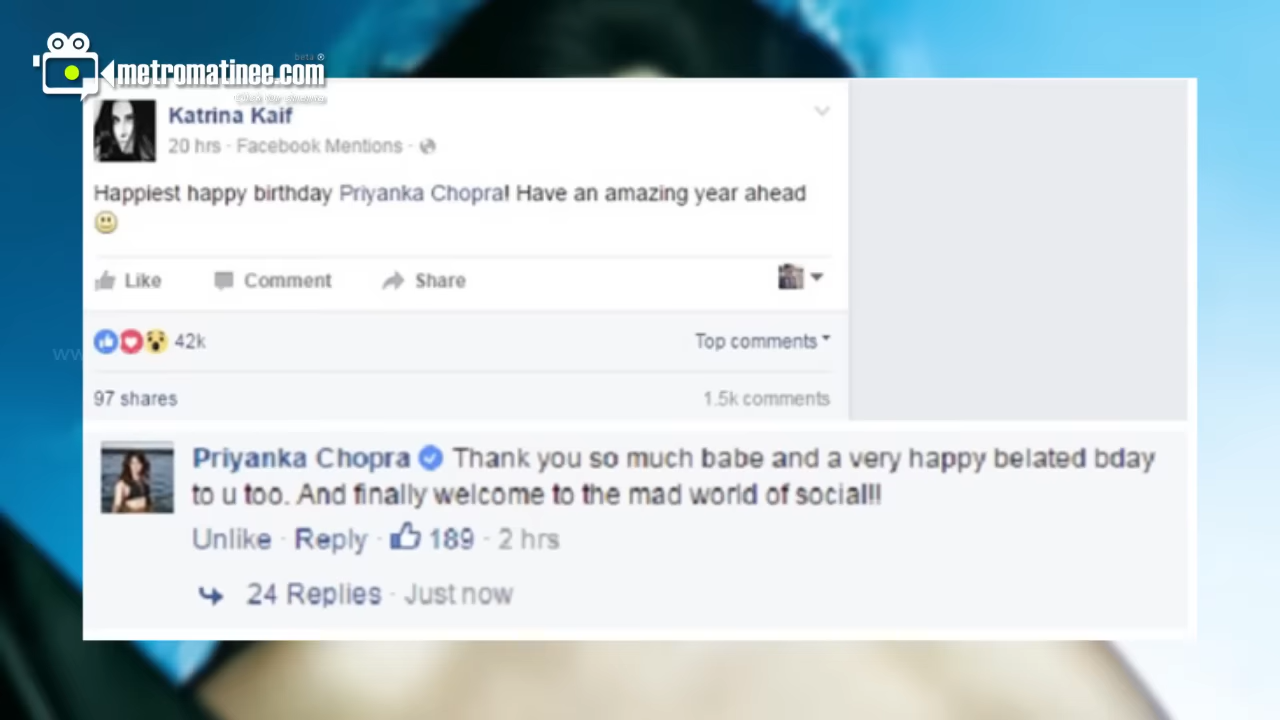 beta ®
metromatinee.com
Katrina Kaif
20 hrs · Facebook Mentions ·
Happiest happy birthday Priyanka Chopra! Have an amazing year ahead
Like Comment Share
42k Top comments
97 shares 1.5k comments
Priyanka Chopra Thank you so much babe and a very happy belated bday
to u too. And finally welcome to the mad world of social!!!
Unlike · Reply · 189 · 2 hrs
24 Replies · Just now